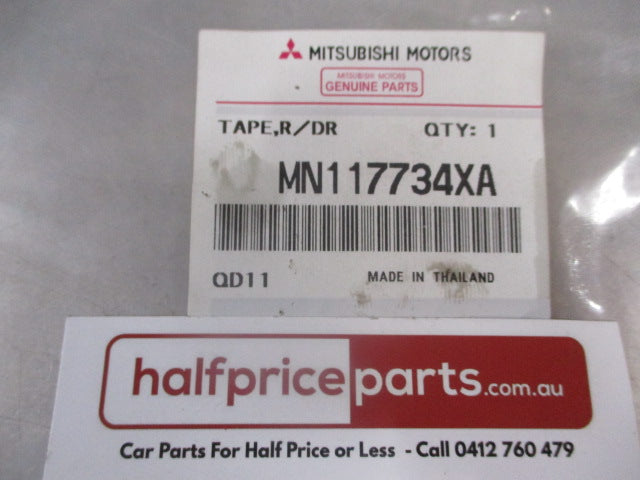 MITSUBISHI MOTORS
MITSUBISHI MOTORS
GENUINE PARTS
TAPE,R/DR QTY: 1
MN117734XA
QD11 MADE IN THAILAND
halfpriceparts.com.au
Car Parts For Half Price or Less - Call 0412 760 479